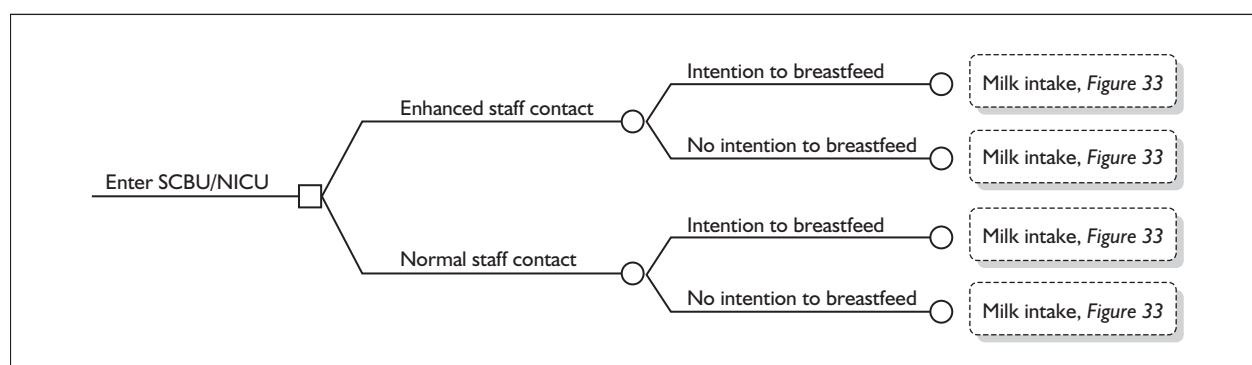 Intention to breastfeed
Milk intake, Figure 33
Enhanced staff contact
No intention to breastfeed
Milk intake, Figure 33
Enter SCBU/NICU
Intention to breastfeed
Milk intake, Figure 33
Normal staff contact
No intention to breastfeed
Milk intake, Figure 33